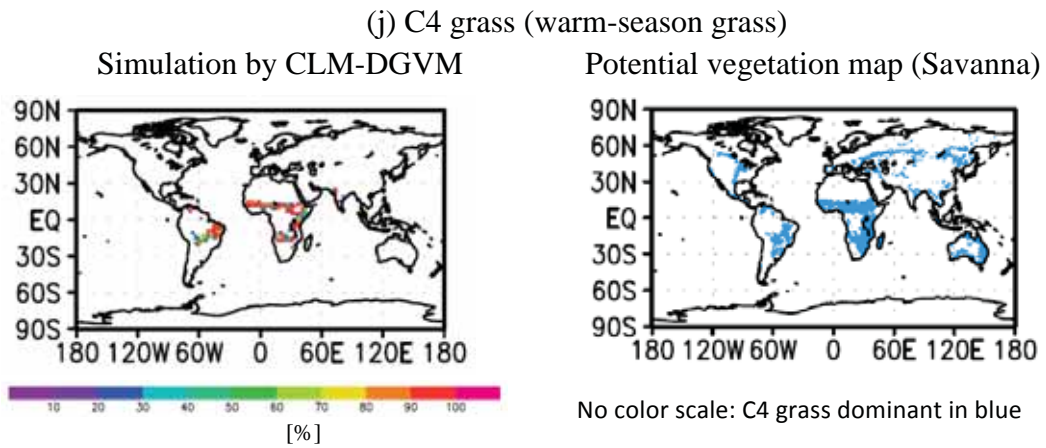 (j) C4 grass (warm-season grass)
Simulation by CLM-DGVM
Potential vegetation map (Savanna)
90N
60N
30N
EQ
30S
60S
90S
180 120W 60W 0 60E 120E 180
10 20 30 40 50 60 70 80 90 100
[%]
90N
60N
30N
EQ
30S
60S
90S
180 120W 60W 0 60E 120E 180
No color scale: C4 grass dominant in blue